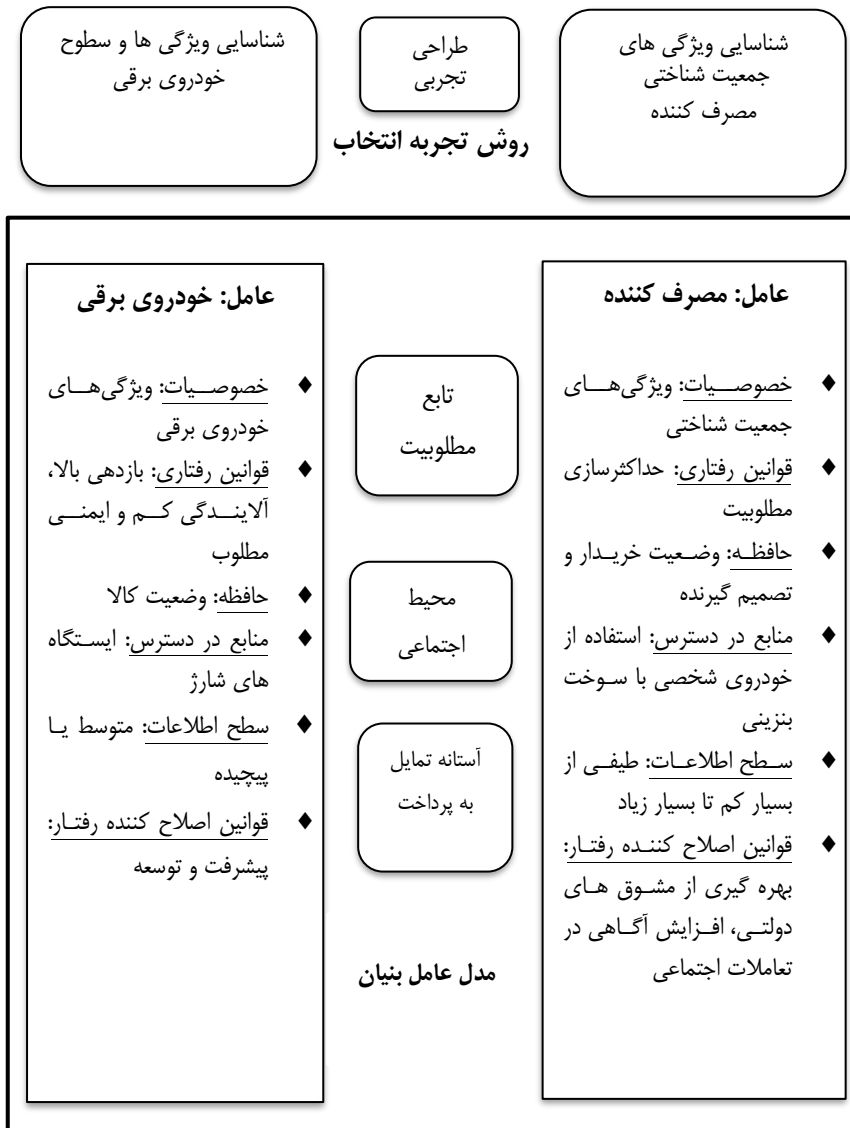 شناسایی ویژگی های
جمعیت شناختی
مصرف کننده
طراحی
تجربی
شناسایی ویژگی ها و سطوح
خودروی برقی
روش تجربه انتخاب
عامل: مصرف کننده
♦ خصوصیات: ویژگی‌های
جمعیت شناختی
♦ قوانین رفتاری: حداکثرسازی
مطلوبیت
♦ حافظه: وضعیت خریدار و
تصمیم گیرنده
♦ منابع در دسترس: استفاده از
خودروی شخصی با سوخت
بنزینی
♦ سطح اطلاعات: طیفی از
بسیار کم تا بسیار زیاد
♦ قوانین اصلاح کننده رفتار:
بهره گیری از مشوق های
دولتی، افزایش آگاهی در
تعاملات اجتماعی
تابع
مطلوبیت
محیط
اجتماعی
آستانه تمایل
به پرداخت
مدل عامل بنیان
عامل: خودروی برقی
♦ خصوصیات: ویژگی‌های
خودروی برقی
♦ قوانین رفتاری: بازدهی بالا،
آلایندگی کم و ایمنی
مطلوب
♦ حافظه: وضعیت کالا
♦ منابع در دسترس: ایستگاه
های شارژ
♦ سطح اطلاعات: متوسط یا
پیچیده
♦ قوانین اصلاح کننده رفتار:
پیشرفت و توسعه